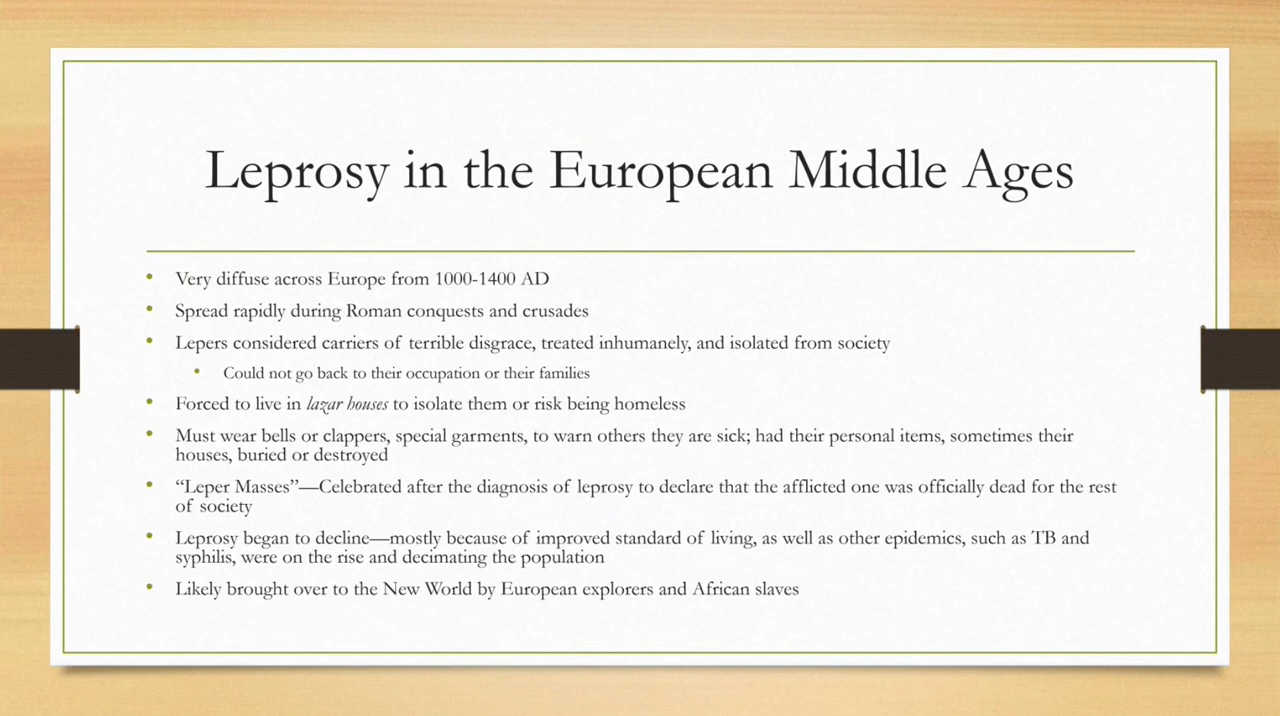 Leprosy in the European Middle Ages
• Very diffuse across Europe from 1000-1400 AD
• Spread rapidly during Roman conquests and crusades
• Lepers considered carriers of terrible disgrace, treated inhumanely, and isolated from society
• Could not go back to their occupation or their families
• Forced to live in lazar houses to isolate them or risk being homeless
• Must wear bells or clappers, special garments, to warn others they are sick; had their personal items, sometimes their
houses, buried or destroyed
• “Leper Masses”—Celebrated after the diagnosis of leprosy to declare that the afflicted one was officially dead for the rest
of society
• Leprosy began to decline—mostly because of improved standard of living, as well as other epidemics, such as TB and
syphilis, were on the rise and decimating the population
• Likely brought over to the New World by European explorers and African slaves